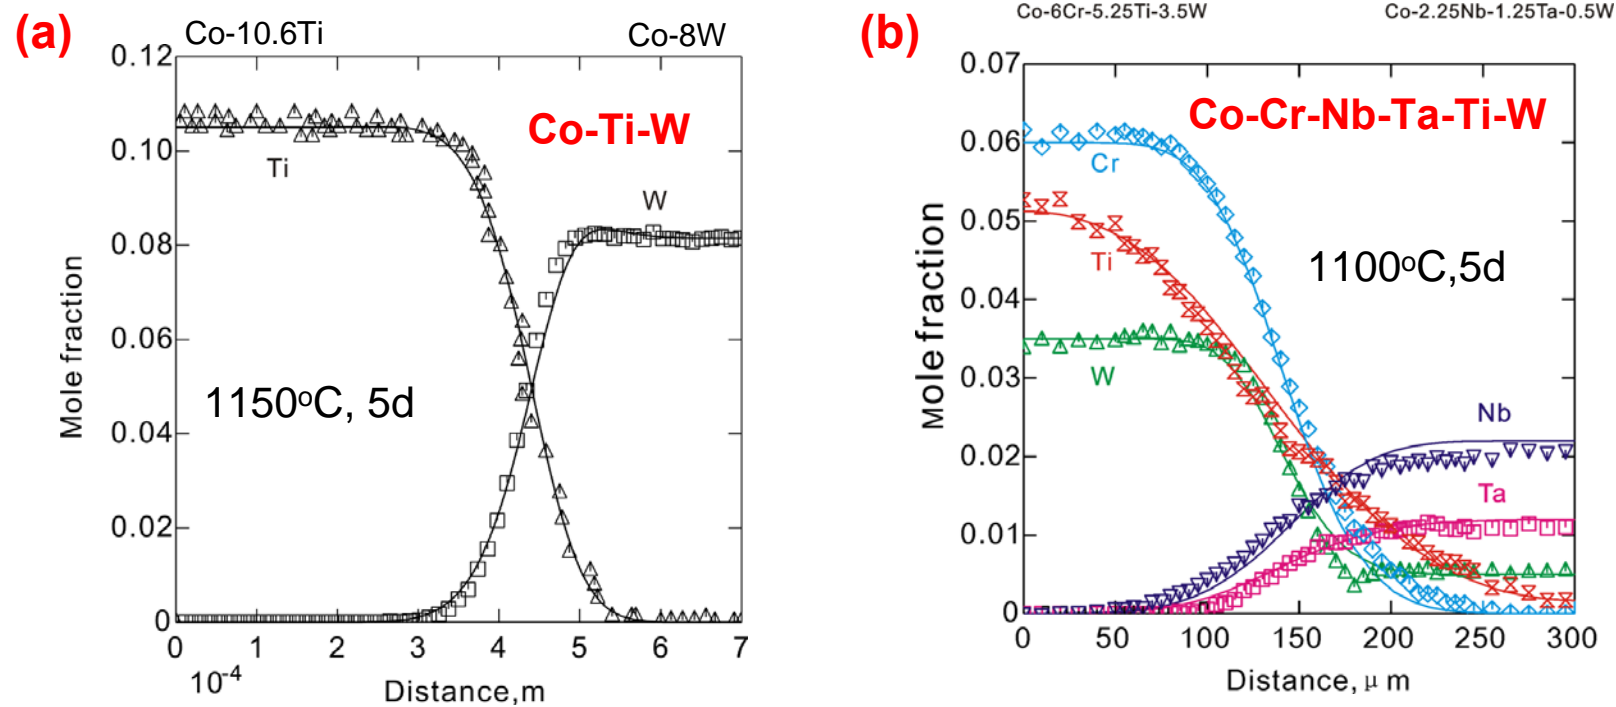 (a)
Co-10.6Ti
Co-8W
0.12
0.10
0.08
0.06
0.04
0.02
0
Mole fraction
Co-Ti-W
Ti
W
1150°C, 5d
0 1 2 3 4 5 6 7
10⁻⁴
Distance,m
(b)
Co-6Cr-5.25Ti-3.5W
Co-2.25Nb-1.25Ta-0.5W
0.07
0.06
0.05
0.04
0.03
0.02
0.01
0
Mole fraction
Co-Cr-Nb-Ta-Ti-W
Cr
Ti
1100°C,5d
W
Nb
Ta
0 50 100 150 200 250 300
Distance, μm